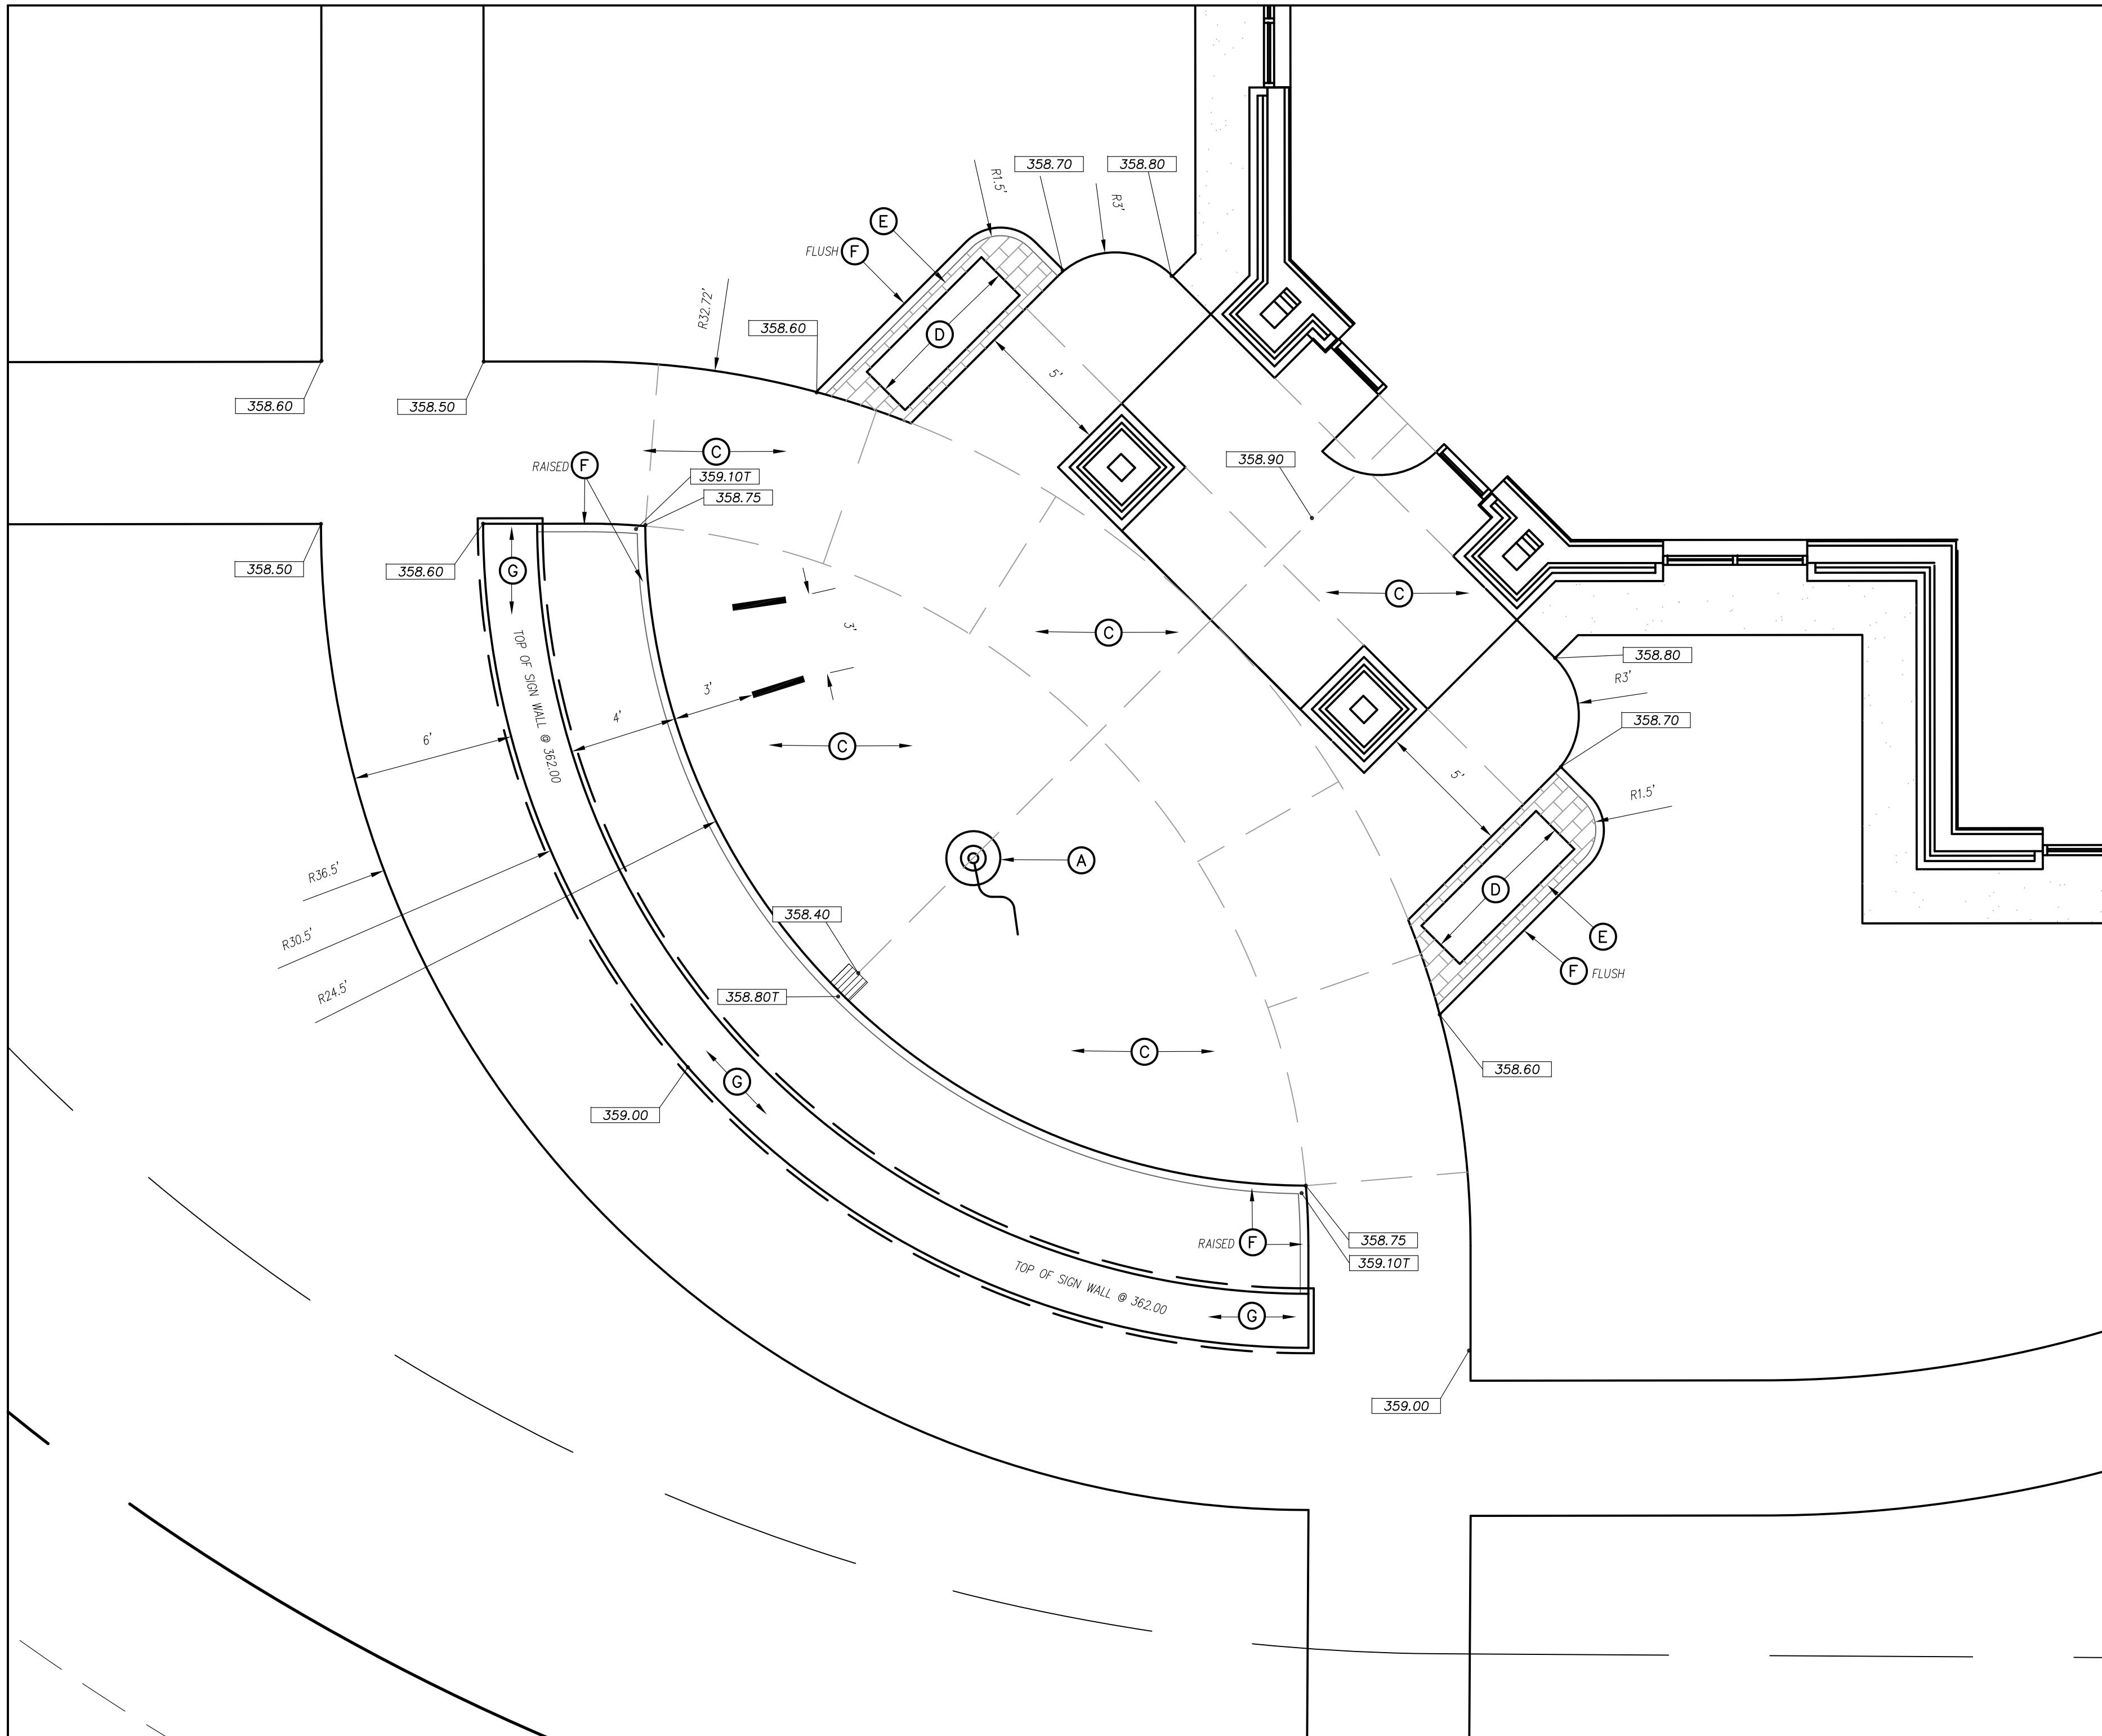 358.70
358.80
R1.5'
R3'
E
FLUSH F
D
R32.72'
358.60
5'
358.60
358.50
C
RAISED F
359.10T
358.75
358.90
358.50
358.60
G
C
C
358.80
R3'
358.70
3'
3'
4'
6'
TOP OF SIGN WALL @ 362.00
C
5'
R1.5'
R36.5'
R30.5'
R24.5'
A
D
E
F FLUSH
358.40
358.80T
C
358.60
G
359.00
RAISED F
358.75
359.10T
TOP OF SIGN WALL @ 362.00
G
359.00